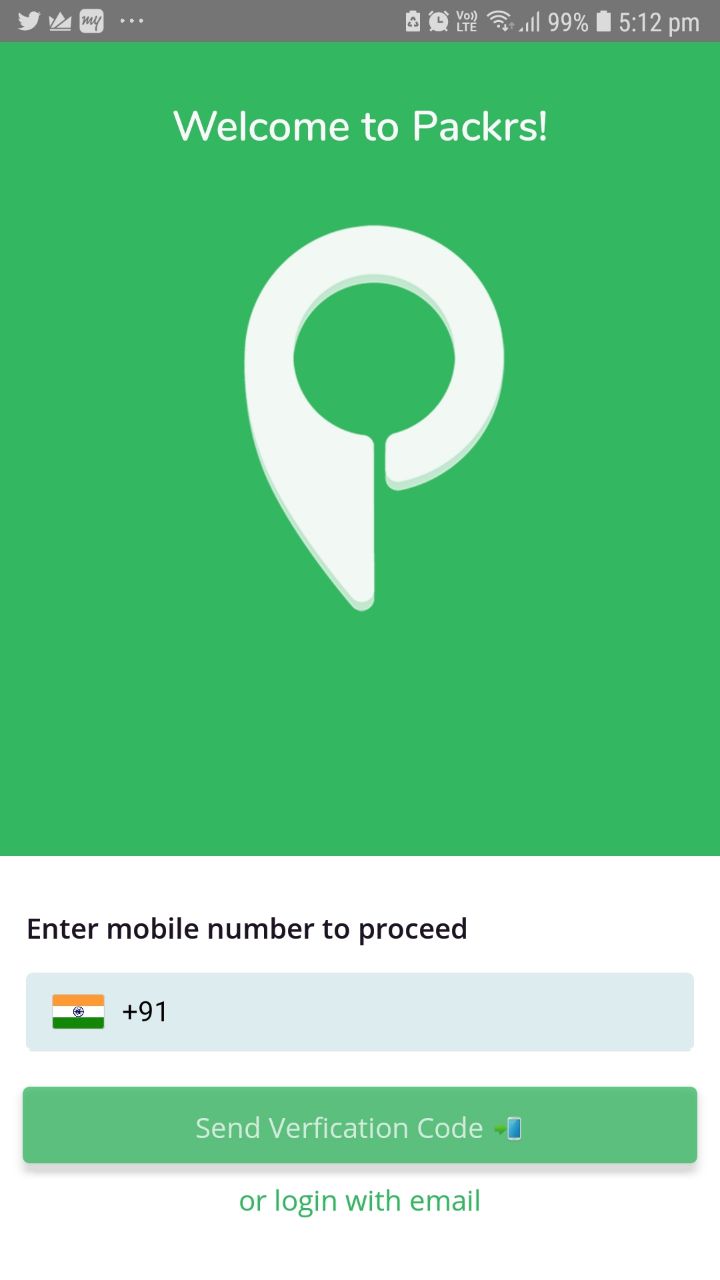 my ... Vo)) LTE 99% 5:12 pm
Welcome to Packrs!
Enter mobile number to proceed
+91
Send Verfication Code
or login with email